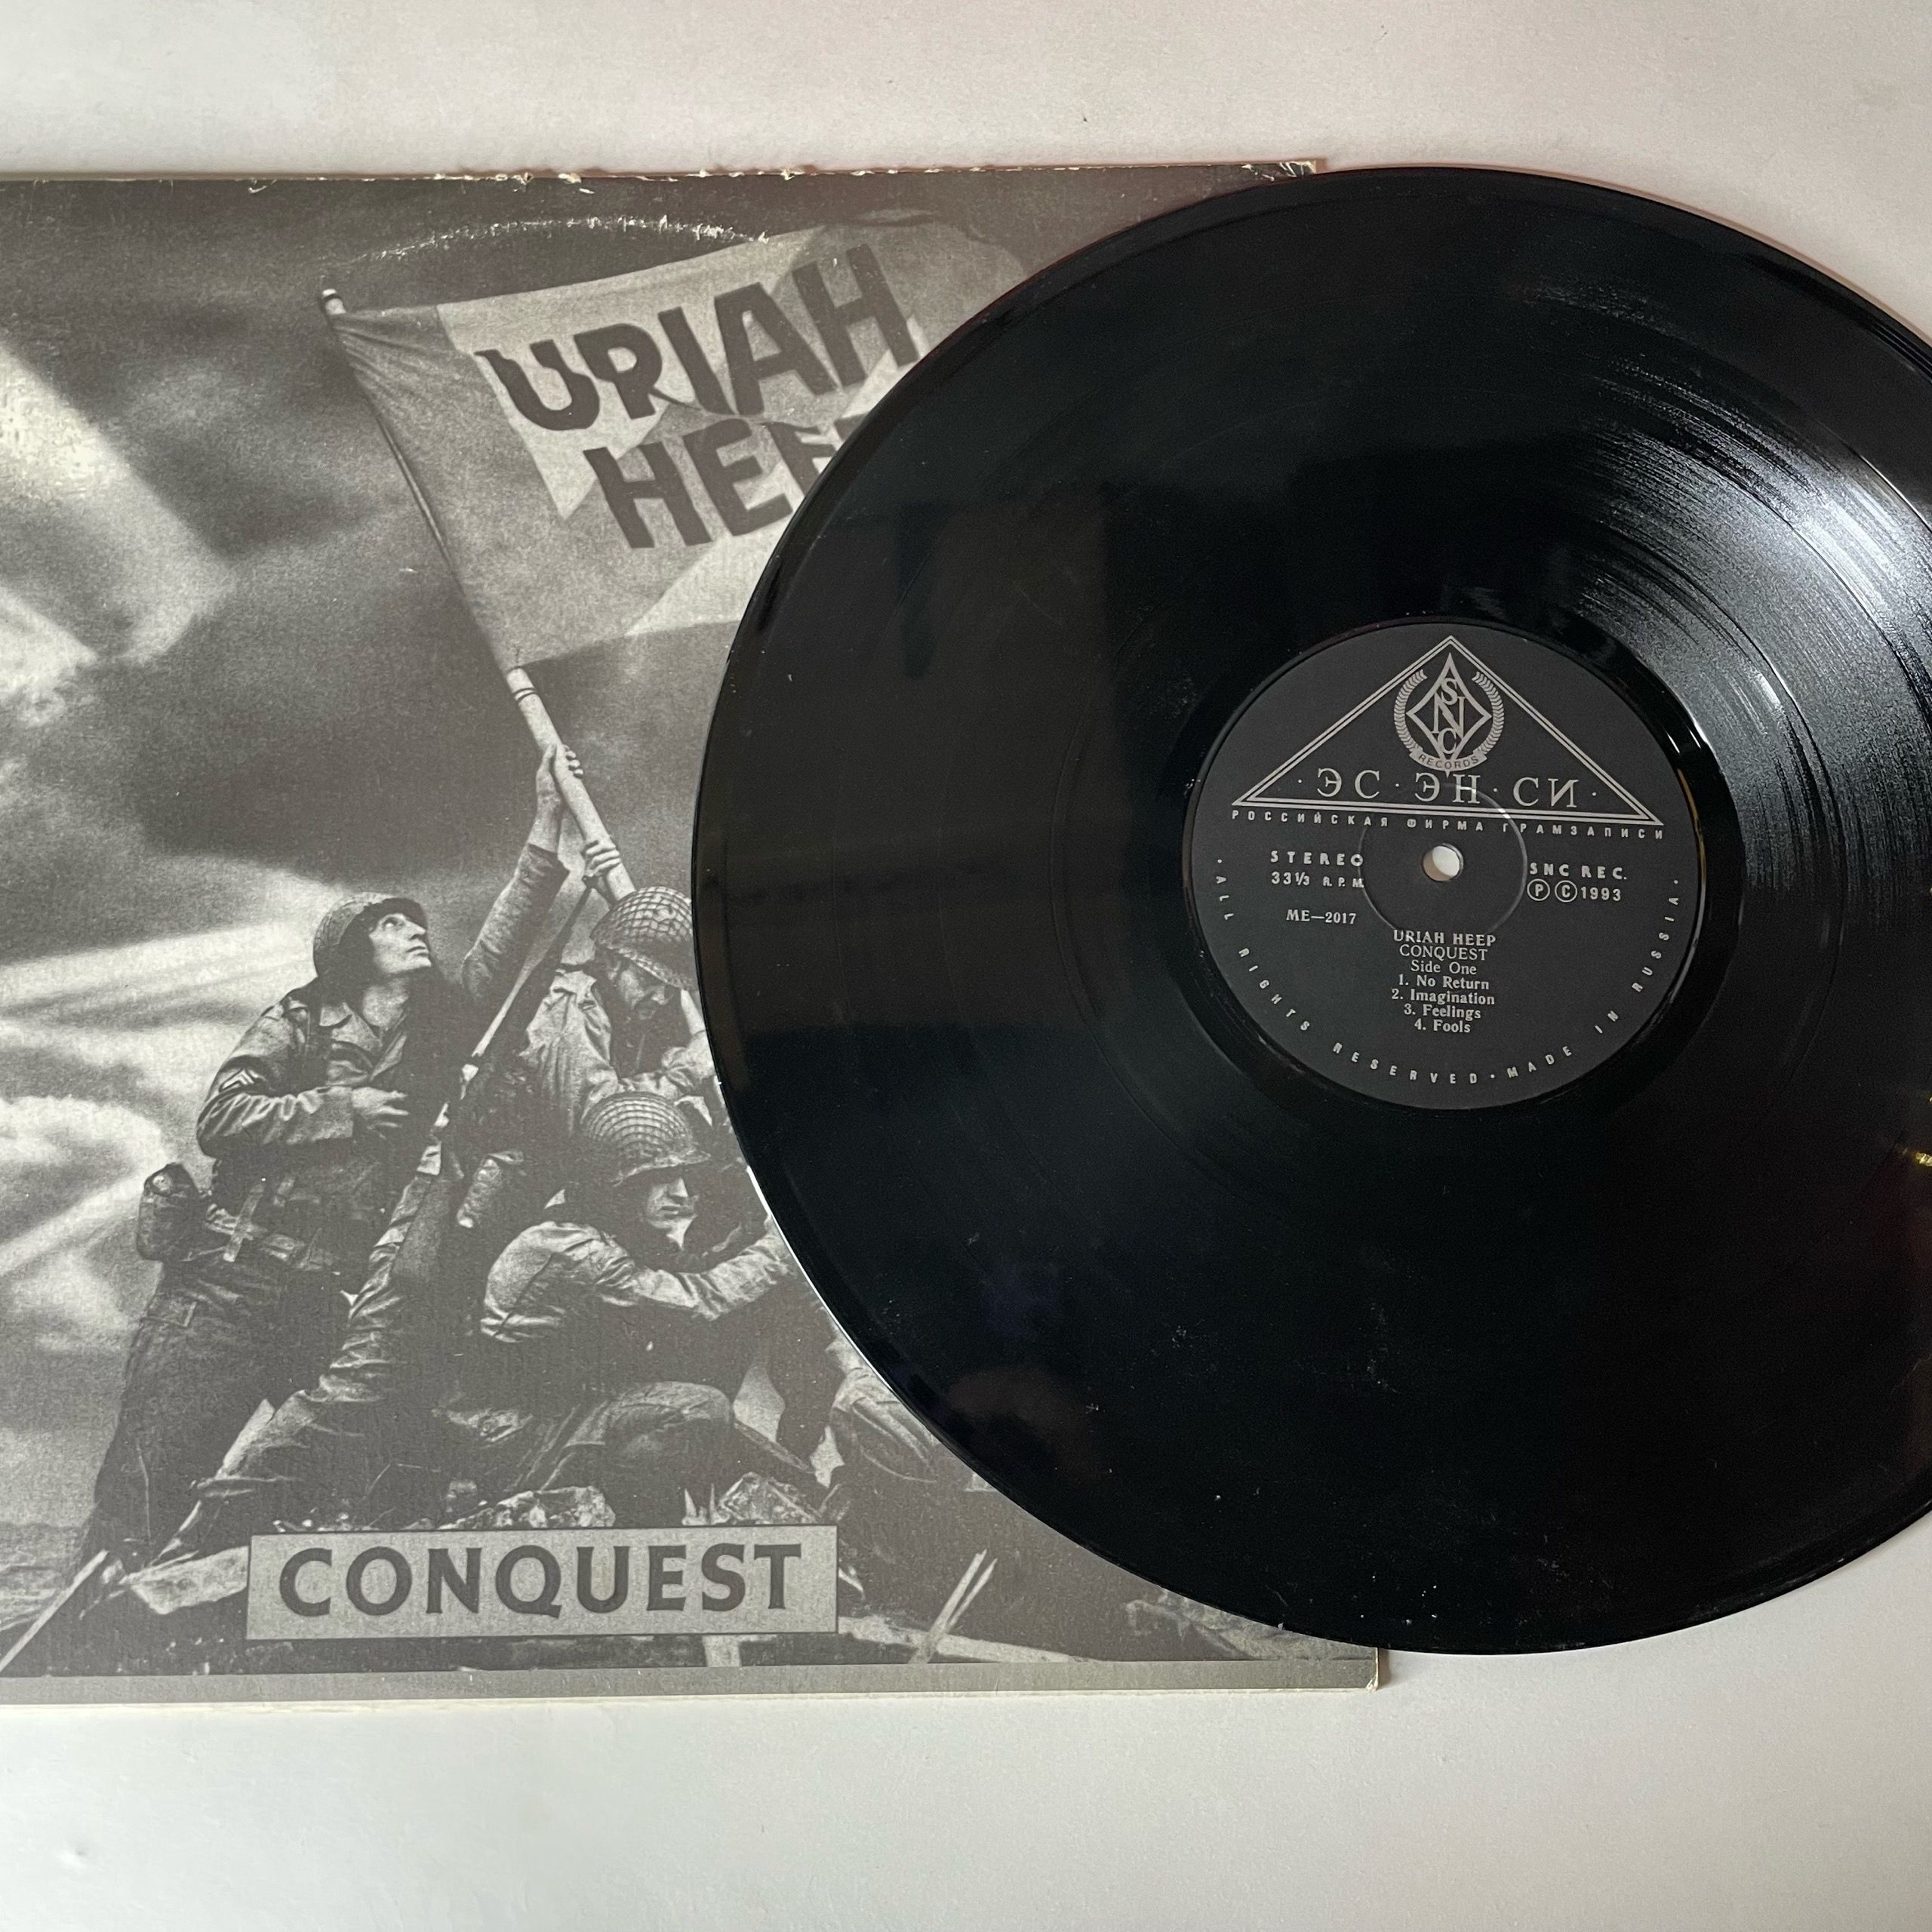 URIAH
HEEP
CONQUEST
SNC
RECORDS
· ЭС · ЭН · СИ ·
РОССИЙСКАЯ ФИРМА ГРАМЗАПИСИ
STEREO
33⅓ R.P.M.
ME—2017
SNC REC.
Ⓟ Ⓒ 1993
URIAH HEEP
CONQUEST
Side One
1. No Return
2. Imagination
3. Feelings
4. Fools
· ALL RIGHTS RESERVED · MADE IN RUSSIA ·